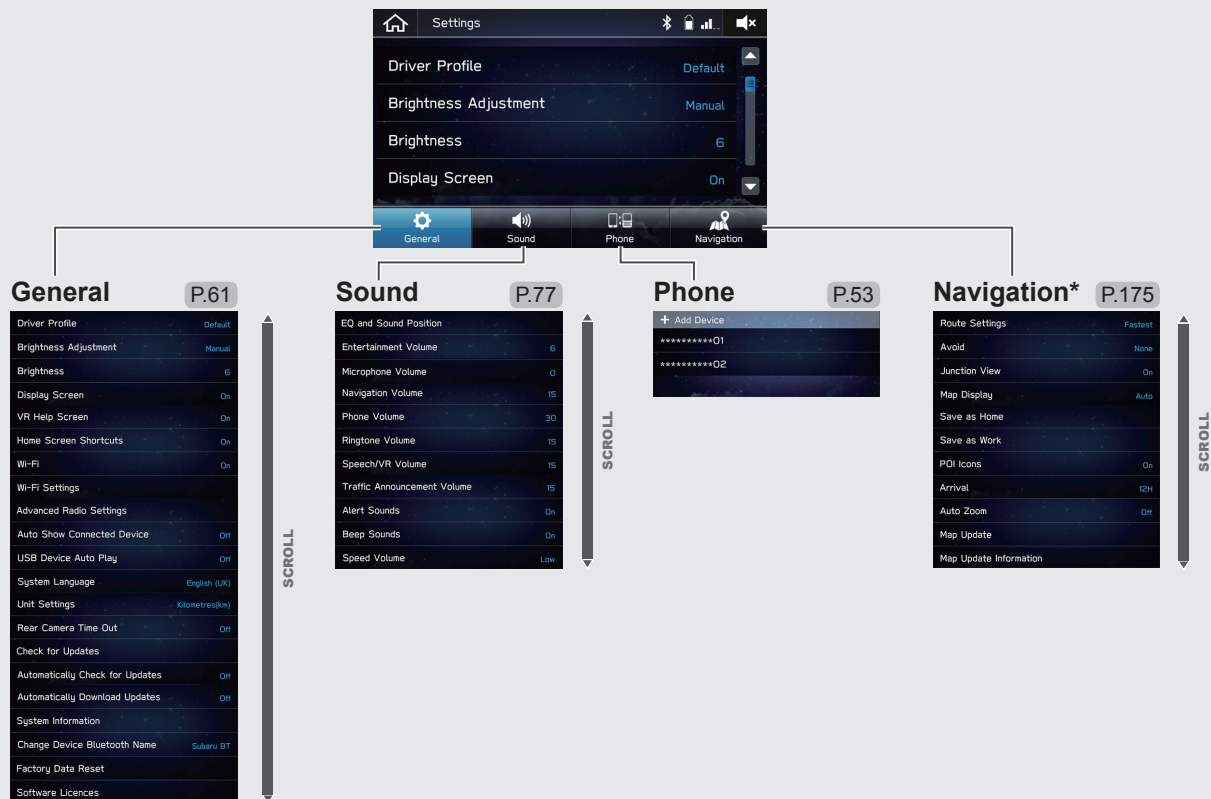 Settings
Driver Profile Default
Brightness Adjustment Manual
Brightness 6
Display Screen On
General Sound Phone Navigation
General P.61
Driver Profile Default
Brightness Adjustment Manual
Brightness 6
Display Screen On
VR Help Screen On
Home Screen Shortcuts On
Wi-Fi On
Wi-Fi Settings
Advanced Radio Settings
Auto Show Connected Device Off
USB Device Auto Play Off
System Language English (UK)
Unit Settings Kilometres(km)
Rear Camera Time Out Off
Check for Updates
Automatically Check for Updates Off
Automatically Download Updates Off
System Information
Change Device Bluetooth Name Subaru BT
Factory Data Reset
Software Licences
SCROLL
Sound P.77
EQ and Sound Position
Entertainment Volume 6
Microphone Volume 0
Navigation Volume 15
Phone Volume 30
Ringtone Volume 15
Speech/VR Volume 15
Traffic Announcement Volume 15
Alert Sounds On
Beep Sounds On
Speed Volume Low
SCROLL
Phone P.53
+ Add Device
**********01
**********02
Navigation* P.175
Route Settings Fastest
Avoid None
Junction View On
Map Display Auto
Save as Home
Save as Work
POI Icons On
Arrival 12H
Auto Zoom Off
Map Update
Map Update Information
SCROLL